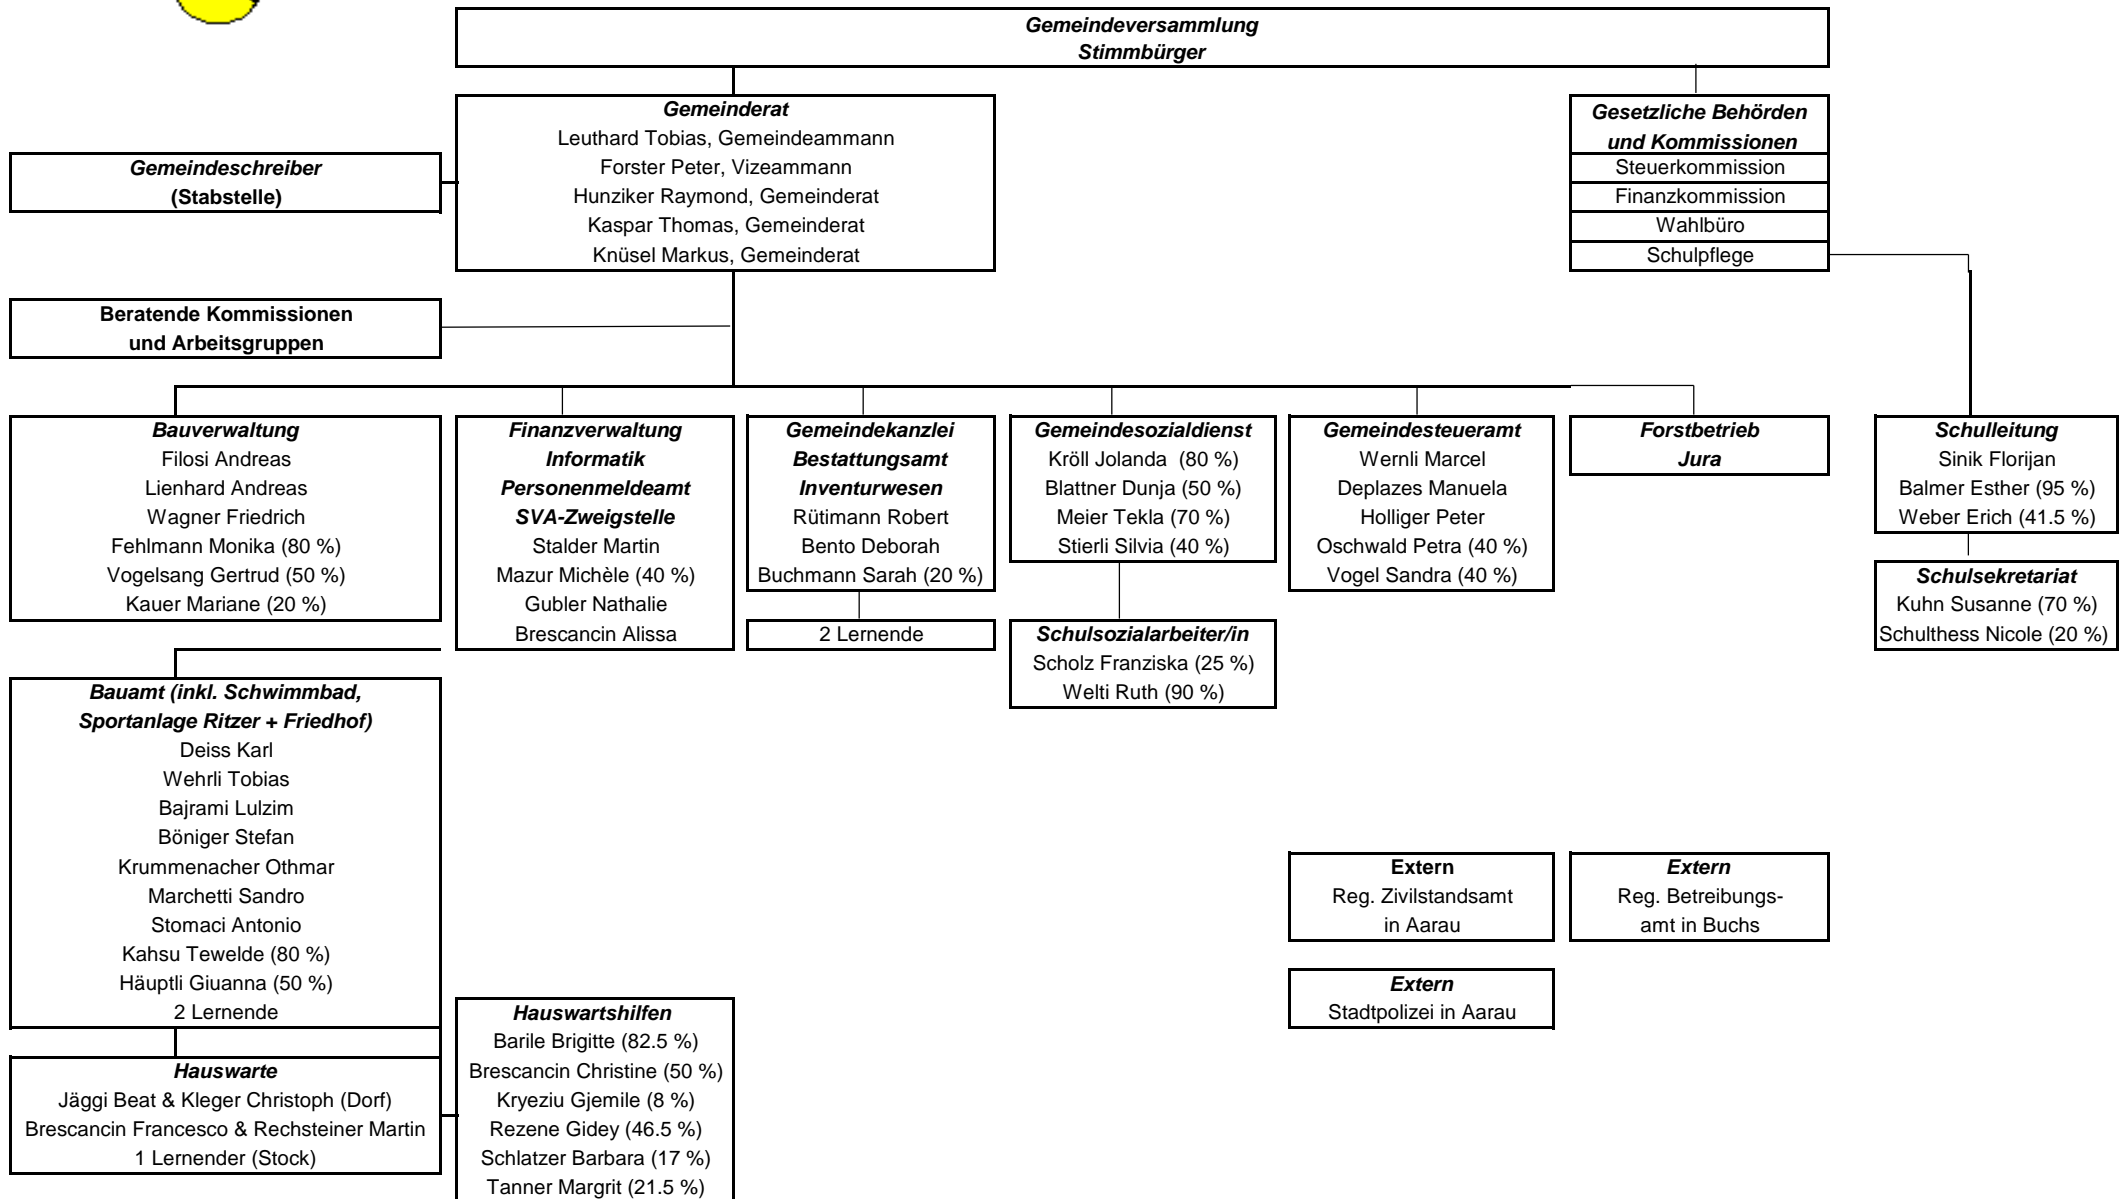 Gemeindeversammlung
Stimmbürger
Gemeinderat
Leuthard Tobias, Gemeindeammann
Forster Peter, Vizeammann
Hunziker Raymond, Gemeinderat
Kaspar Thomas, Gemeinderat
Knüsel Markus, Gemeinderat
Gesetzliche Behörden
und Kommissionen
Steuerkommission
Finanzkommission
Wahlbüro
Schulpflege
Gemeindeschreiber
(Stabstelle)
Beratende Kommissionen
und Arbeitsgruppen
Bauverwaltung
Filosi Andreas
Lienhard Andreas
Wagner Friedrich
Fehlmann Monika (80 %)
Vogelsang Gertrud (50 %)
Kauer Mariane (20 %)
Finanzverwaltung
Informatik
Personenmeldeamt
SVA-Zweigstelle
Stalder Martin
Mazur Michèle (40 %)
Gubler Nathalie
Brescancin Alissa
Gemeindekanzlei
Bestattungsamt
Inventurwesen
Rütimann Robert
Bento Deborah
Buchmann Sarah (20 %)
2 Lernende
Gemeindesozialdienst
Kröll Jolanda  (80 %)
Blattner Dunja (50 %)
Meier Tekla (70 %)
Stierli Silvia (40 %)
Schulsozialarbeiter/in
Scholz Franziska (25 %)
Welti Ruth (90 %)
Gemeindesteueramt
Wernli Marcel
Deplazes Manuela
Holliger Peter
Oschwald Petra (40 %)
Vogel Sandra (40 %)
Forstbetrieb
Jura
Schulleitung
Sinik Florijan
Balmer Esther (95 %)
Weber Erich (41.5 %)
Schulsekretariat
Kuhn Susanne (70 %)
Schulthess Nicole (20 %)
Bauamt (inkl. Schwimmbad,
Sportanlage Ritzer + Friedhof)
Deiss Karl
Wehrli Tobias
Bajrami Lulzim
Böniger Stefan
Krummenacher Othmar
Marchetti Sandro
Stomaci Antonio
Kahsu Tewelde (80 %)
Häuptli Giuanna (50 %)
2 Lernende
Hauswarte
Jäggi Beat & Kleger Christoph (Dorf)
Brescancin Francesco & Rechsteiner Martin
1 Lernender (Stock)
Hauswartshilfen
Barile Brigitte (82.5 %)
Brescancin Christine (50 %)
Kryeziu Gjemile (8 %)
Rezene Gidey (46.5 %)
Schlatzer Barbara (17 %)
Tanner Margrit (21.5 %)
Extern
Reg. Zivilstandsamt
in Aarau
Extern
Reg. Betreibungs-
amt in Buchs
Extern
Stadtpolizei in Aarau